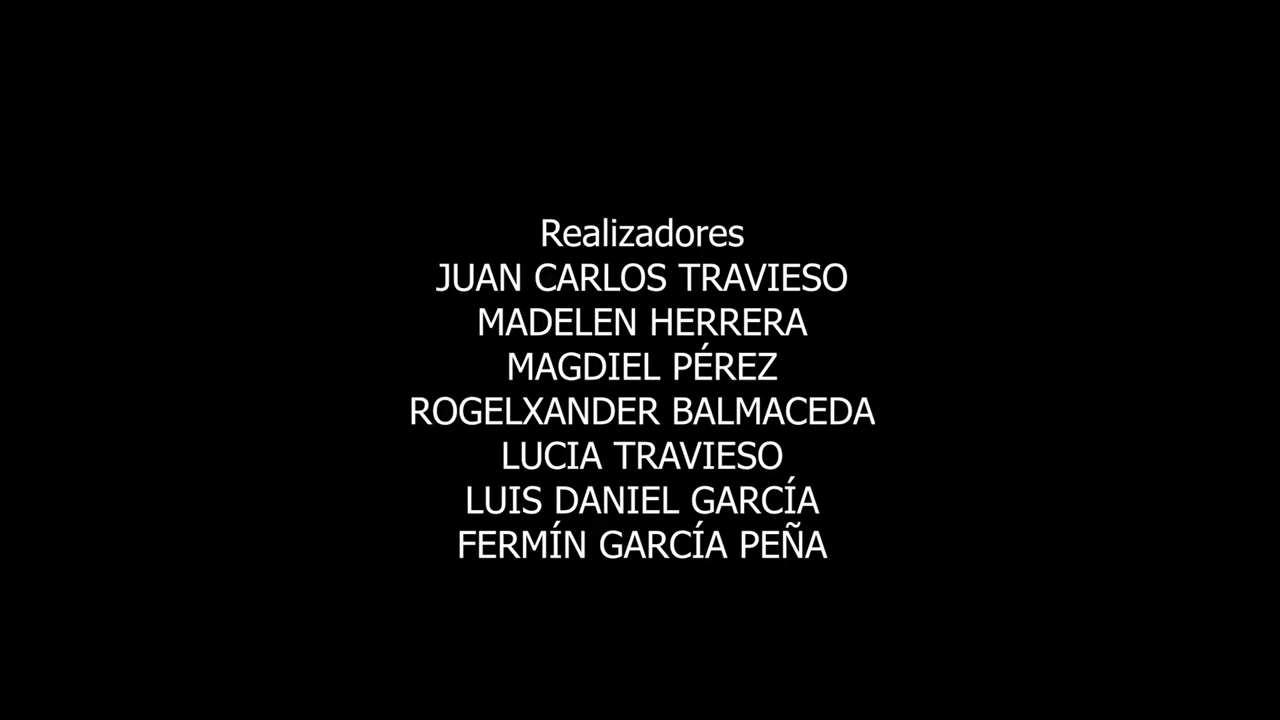 Realizadores
JUAN CARLOS TRAVIESO
MADELEN HERRERA
MAGDIEL PÉREZ
ROGELXANDER BALMACEDA
LUCIA TRAVIESO
LUIS DANIEL GARCÍA
FERMÍN GARCÍA PEÑA